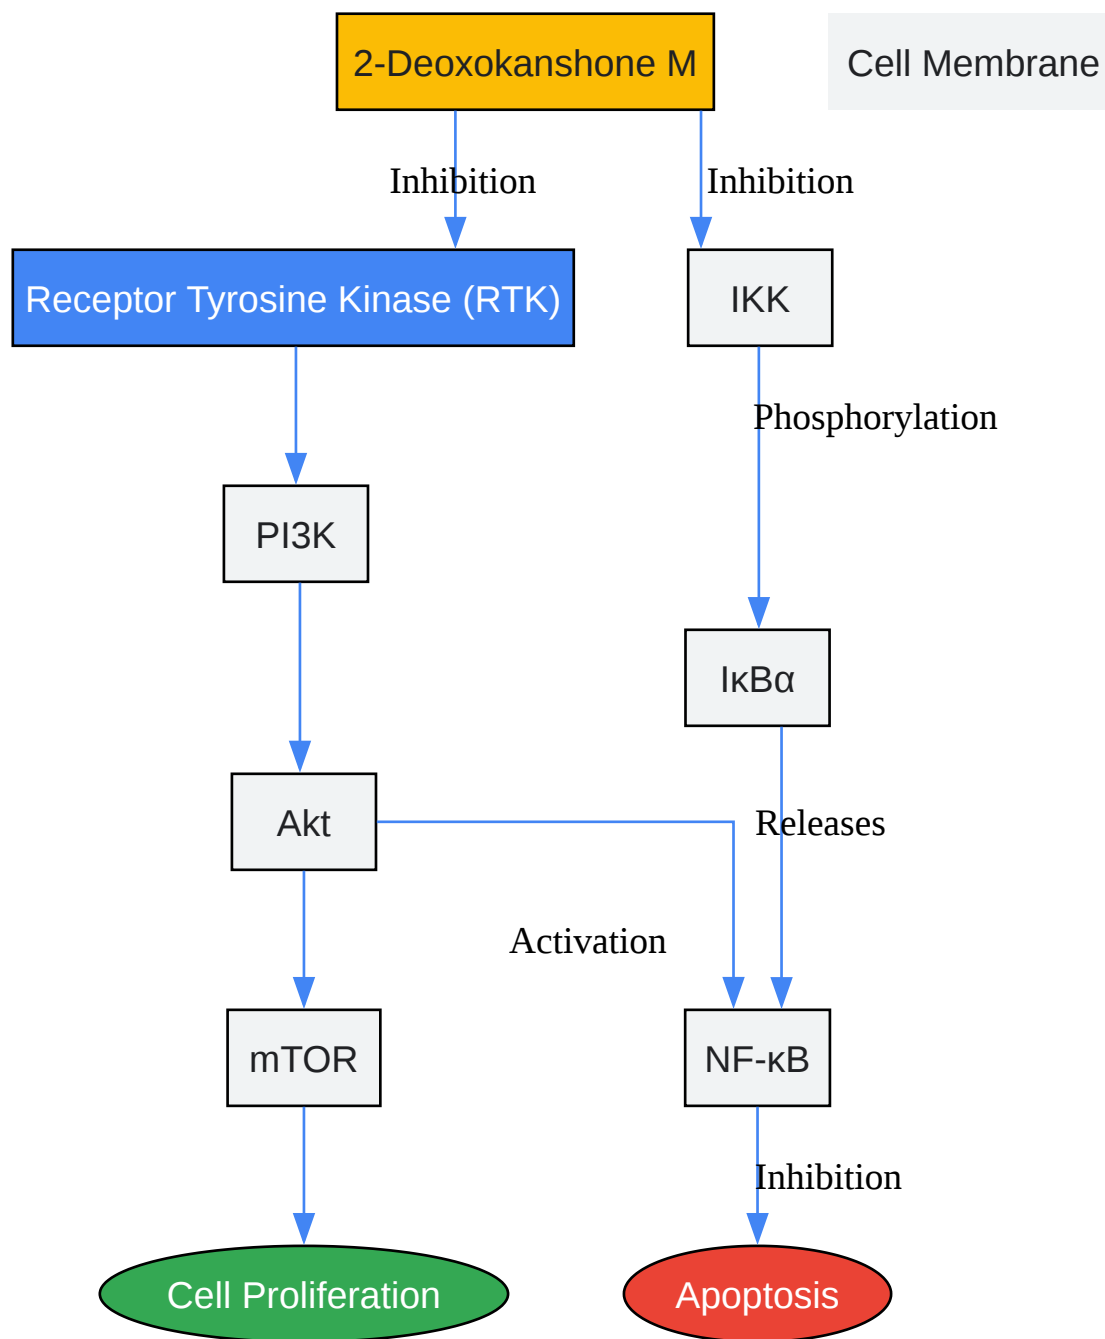 2-Deoxokanshone M
Cell Membrane
Inhibition
Inhibition
Receptor Tyrosine Kinase (RTK)
IKK
Phosphorylation
PI3K
IκBα
Akt
Releases
Activation
mTOR
NF-κB
Inhibition
Cell Proliferation
Apoptosis